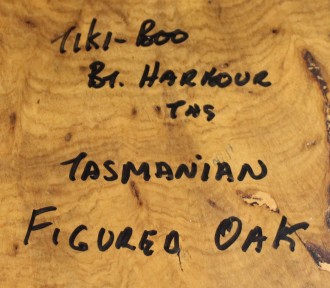 TIKI-BOO
BT. HARBOUR
TAS
TASMANIAN
FIGURED OAK